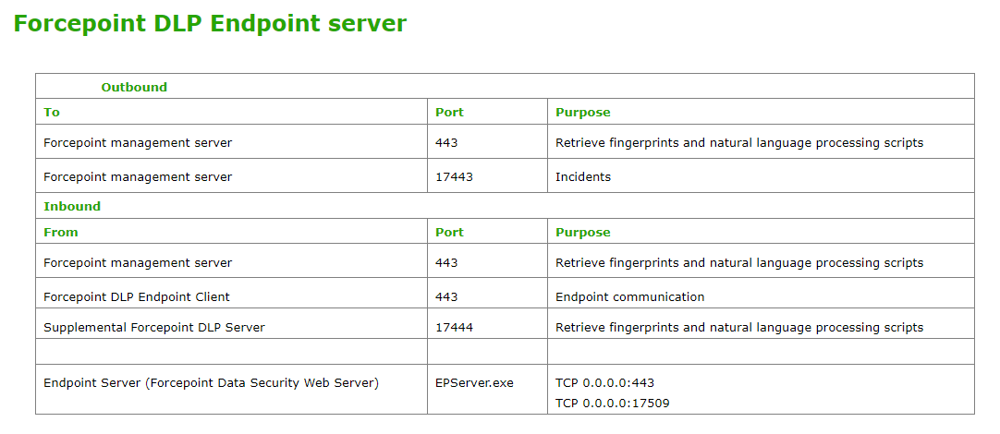 Forcepoint DLP Endpoint server
Outbound
To Port Purpose
Forcepoint management server 443 Retrieve fingerprints and natural language processing scripts
Forcepoint management server 17443 Incidents
Inbound
From Port Purpose
Forcepoint management server 443 Retrieve fingerprints and natural language processing scripts
Forcepoint DLP Endpoint Client 443 Endpoint communication
Supplemental Forcepoint DLP Server 17444 Retrieve fingerprints and natural language processing scripts
Endpoint Server (Forcepoint Data Security Web Server) EPServer.exe TCP 0.0.0.0:443
TCP 0.0.0.0:17509